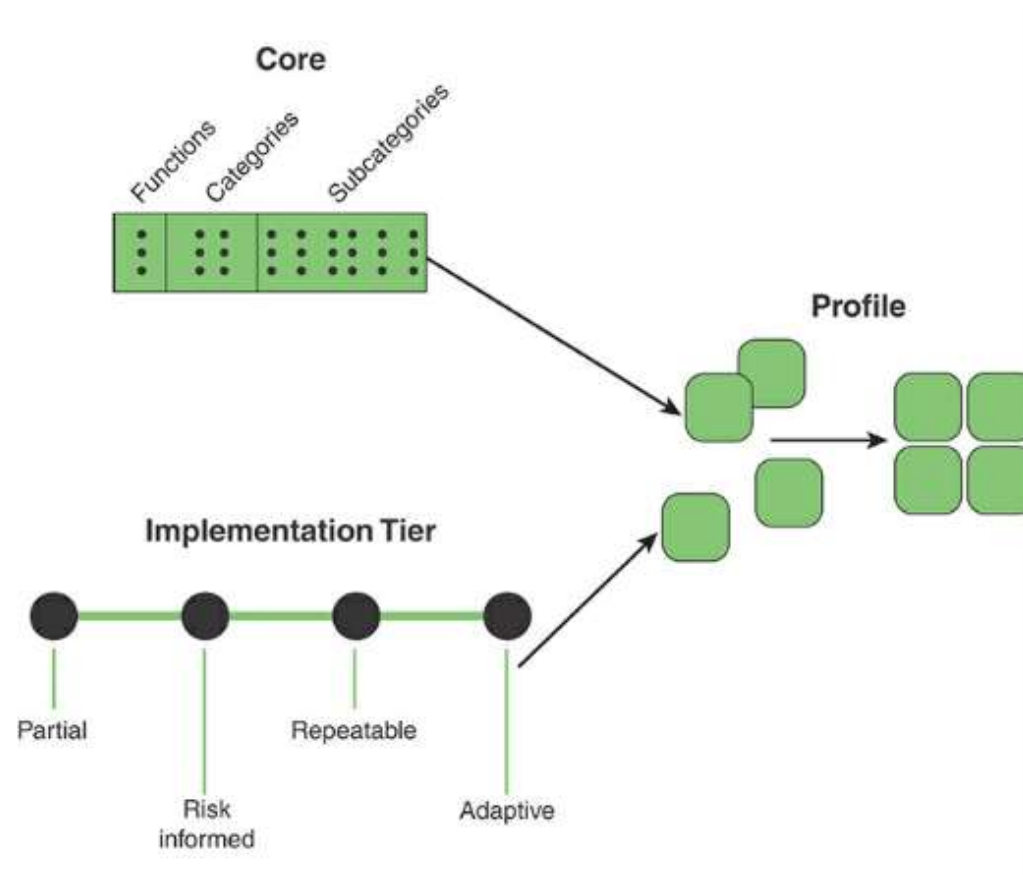 Core
Functions
Categories
Subcategories
Profile
Implementation Tier
Partial
Repeatable
Risk
informed
Adaptive